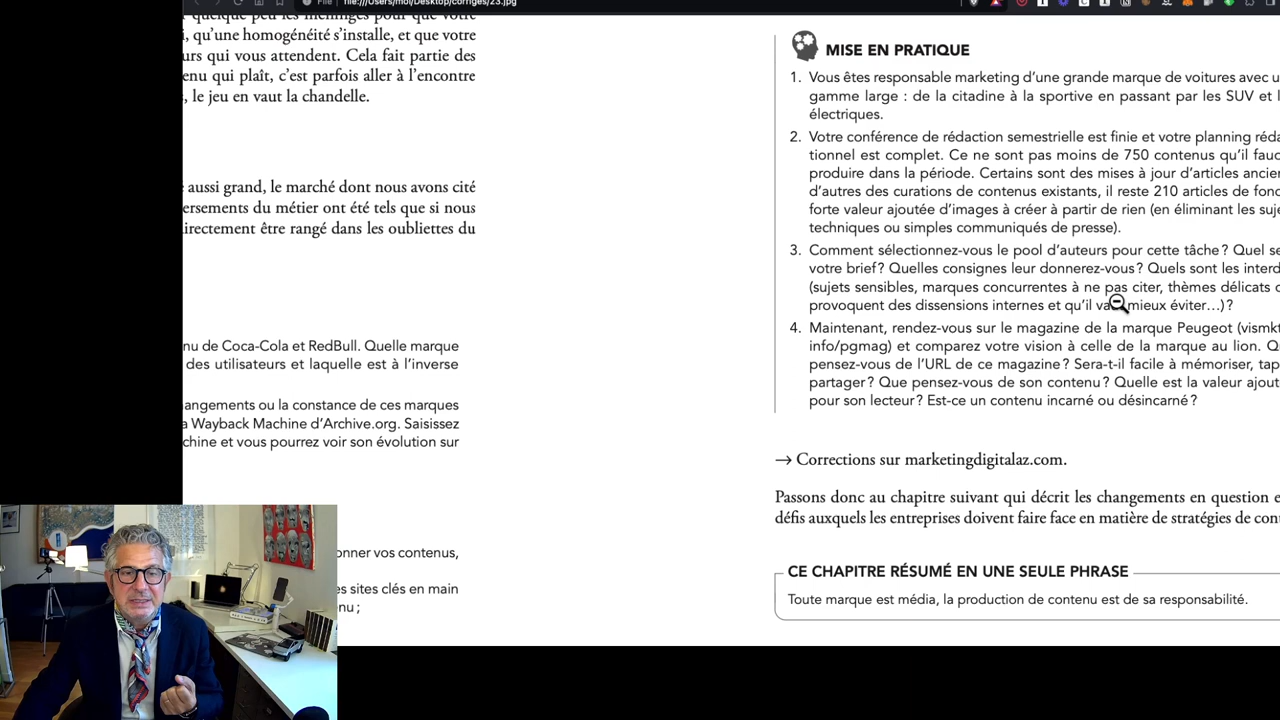 File
file:///Users/moi/Desktop/corriges/23.jpg
quelque peu les méninges pour que votre
qu'une homogénéité s'installe, et que votre
urs qui vous attendent. Cela fait partie des
enu qui plaît, c'est parfois aller à l'encontre
, le jeu en vaut la chandelle.
aussi grand, le marché dont nous avons cité
ersements du métier ont été tels que si nous
directement être rangé dans les oubliettes du
nu de Coca-Cola et RedBull. Quelle marque
des utilisateurs et laquelle est à l'inverse
angements ou la constance de ces marques
a Wayback Machine d'Archive.org. Saisissez
chine et vous pourrez voir son évolution sur
onner vos contenus,
es sites clés en main
nu ;
MISE EN PRATIQUE
1. Vous êtes responsable marketing d'une grande marque de voitures avec u
gamme large : de la citadine à la sportive en passant par les SUV et l
électriques.
2. Votre conférence de rédaction semestrielle est finie et votre planning réda
tionnel est complet. Ce ne sont pas moins de 750 contenus qu'il fauc
produire dans la période. Certains sont des mises à jour d'articles ancien
d'autres des curations de contenus existants, il reste 210 articles de fond
forte valeur ajoutée d'images à créer à partir de rien (en éliminant les suje
techniques ou simples communiqués de presse).
3. Comment sélectionnez-vous le pool d'auteurs pour cette tâche ? Quel se
votre brief ? Quelles consignes leur donnerez-vous ? Quels sont les interd
(sujets sensibles, marques concurrentes à ne pas citer, thèmes délicats
provoquent des dissensions internes et qu'il va mieux éviter…) ?
4. Maintenant, rendez-vous sur le magazine de la marque Peugeot (vismkt
info/pgmag) et comparez votre vision à celle de la marque au lion. Q
pensez-vous de l'URL de ce magazine ? Sera-t-il facile à mémoriser, tap
partager ? Que pensez-vous de son contenu ? Quelle est la valeur ajout
pour son lecteur ? Est-ce un contenu incarné ou désincarné ?
→ Corrections sur marketingdigitalaz.com.
Passons donc au chapitre suivant qui décrit les changements en question e
défis auxquels les entreprises doivent faire face en matière de stratégies de con
CE CHAPITRE RÉSUMÉ EN UNE SEULE PHRASE
Toute marque est média, la production de contenu est de sa responsabilité.